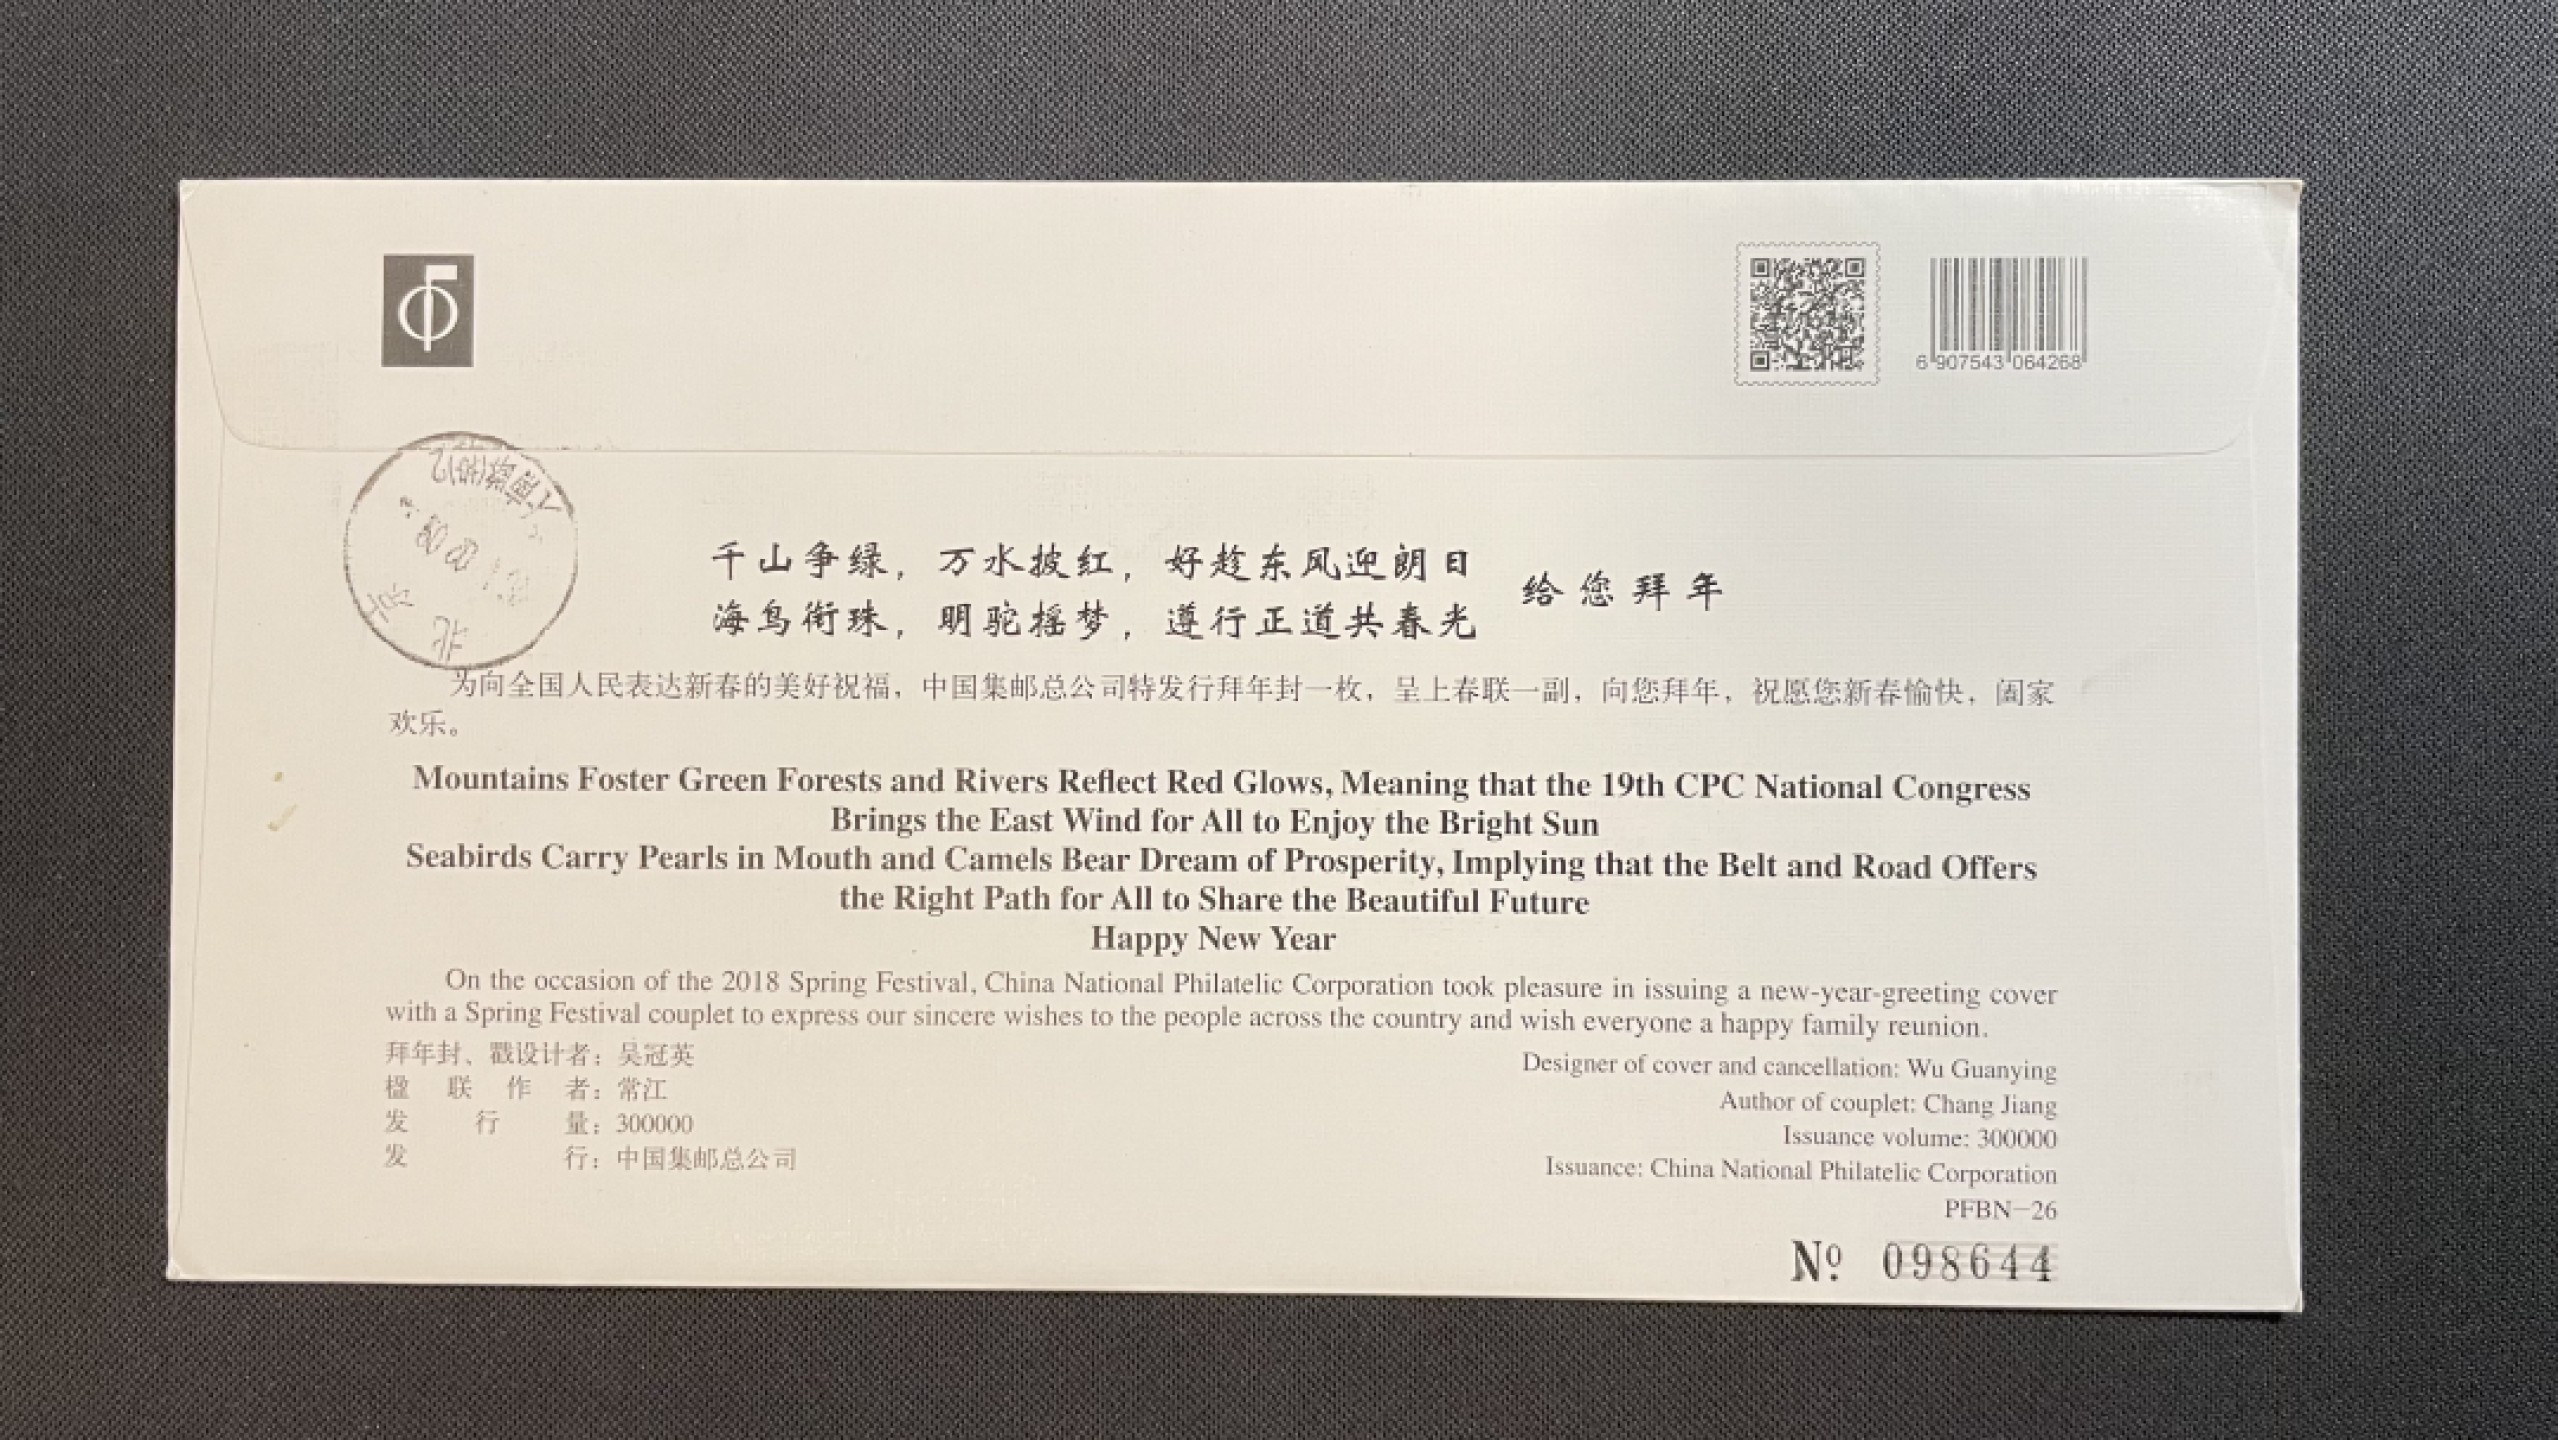 6 907543 064268
北京
千山争绿，万水披红，好趁东风迎朗日
海鸟衔珠，明驼摇梦，遵行正道共春光
给您拜年
为向全国人民表达新春的美好祝福，中国集邮总公司特发行拜年封一枚，呈上春联一副，向您拜年，祝愿您新春愉快，阖家
欢乐。
Mountains Foster Green Forests and Rivers Reflect Red Glows, Meaning that the 19th CPC National Congress
Brings the East Wind for All to Enjoy the Bright Sun
Seabirds Carry Pearls in Mouth and Camels Bear Dream of Prosperity, Implying that the Belt and Road Offers
the Right Path for All to Share the Beautiful Future
Happy New Year
On the occasion of the 2018 Spring Festival, China National Philatelic Corporation took pleasure in issuing a new-year-greeting cover
with a Spring Festival couplet to express our sincere wishes to the people across the country and wish everyone a happy family reunion.
拜年封、戳设计者：吴冠英
楹联作者：常江
发行量：300000
发行：中国集邮总公司
Designer of cover and cancellation: Wu Guanying
Author of couplet: Chang Jiang
Issuance volume: 300000
Issuance: China National Philatelic Corporation
PFBN-26
Nº 098644